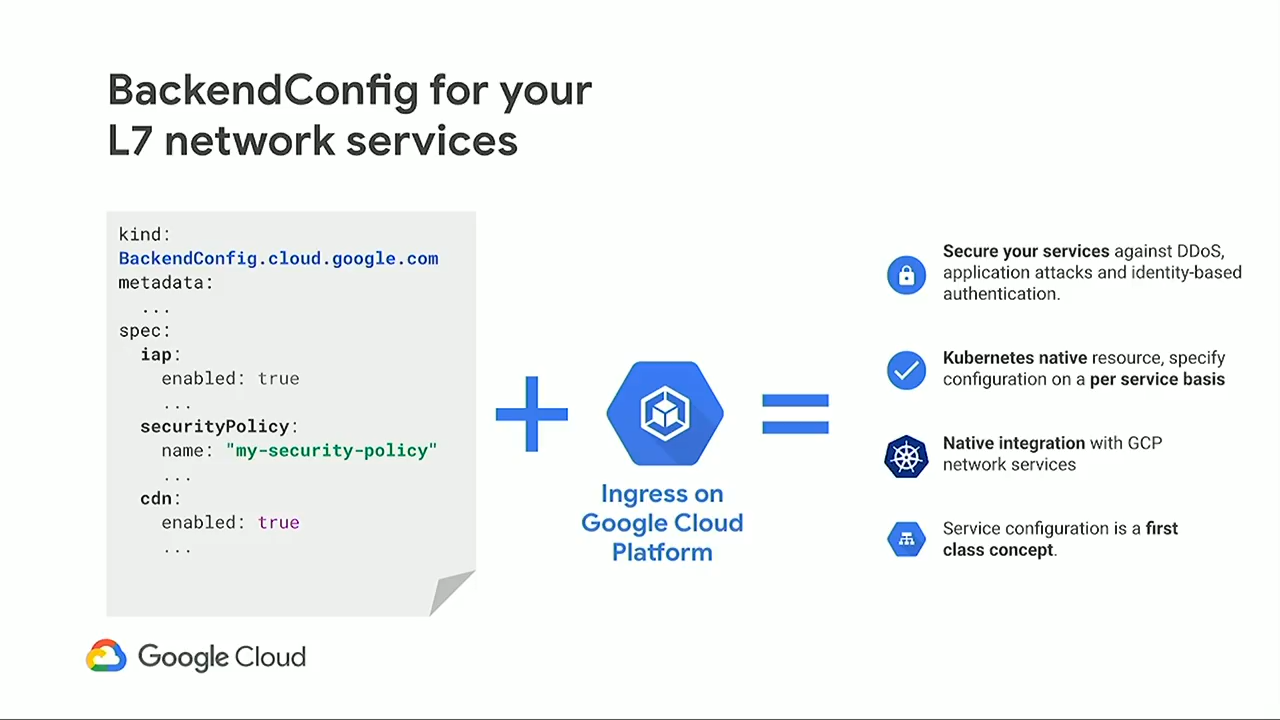 BackendConfig for your
L7 network services
kind:
BackendConfig.cloud.google.com
metadata:
...
spec:
iap:
enabled: true
...
securityPolicy:
name: "my-security-policy"
...
cdn:
enabled: true
...
Ingress on
Google Cloud
Platform
Secure your services against DDoS,
application attacks and identity-based
authentication.
Kubernetes native resource, specify
configuration on a per service basis
Native integration with GCP
network services
Service configuration is a first
class concept.
Google Cloud